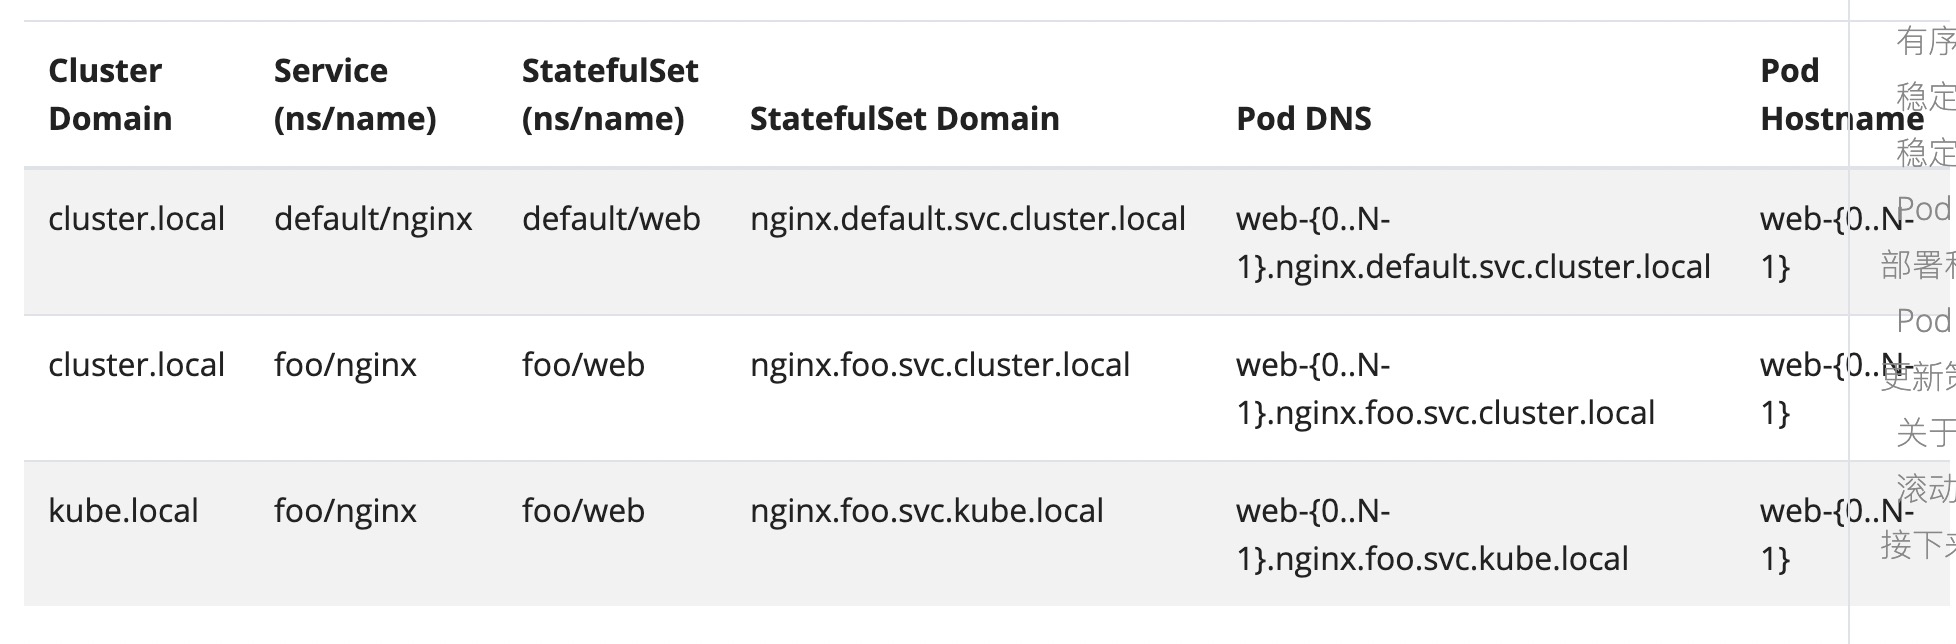 Cluster Domain
Service (ns/name)
StatefulSet (ns/name)
StatefulSet Domain
Pod DNS
Pod Hostname
cluster.local
default/nginx
default/web
nginx.default.svc.cluster.local
web-{0..N-
1}.nginx.default.svc.cluster.local
web-{0..N-
1}
cluster.local
foo/nginx
foo/web
nginx.foo.svc.cluster.local
web-{0..N-
1}.nginx.foo.svc.cluster.local
web-{0..N-
1}
kube.local
foo/nginx
foo/web
nginx.foo.svc.kube.local
web-{0..N-
1}.nginx.foo.svc.kube.local
web-{0..N-
1}
有序
稳定
稳定
Pod
部署
Pod
更新
关于
滚动
接下